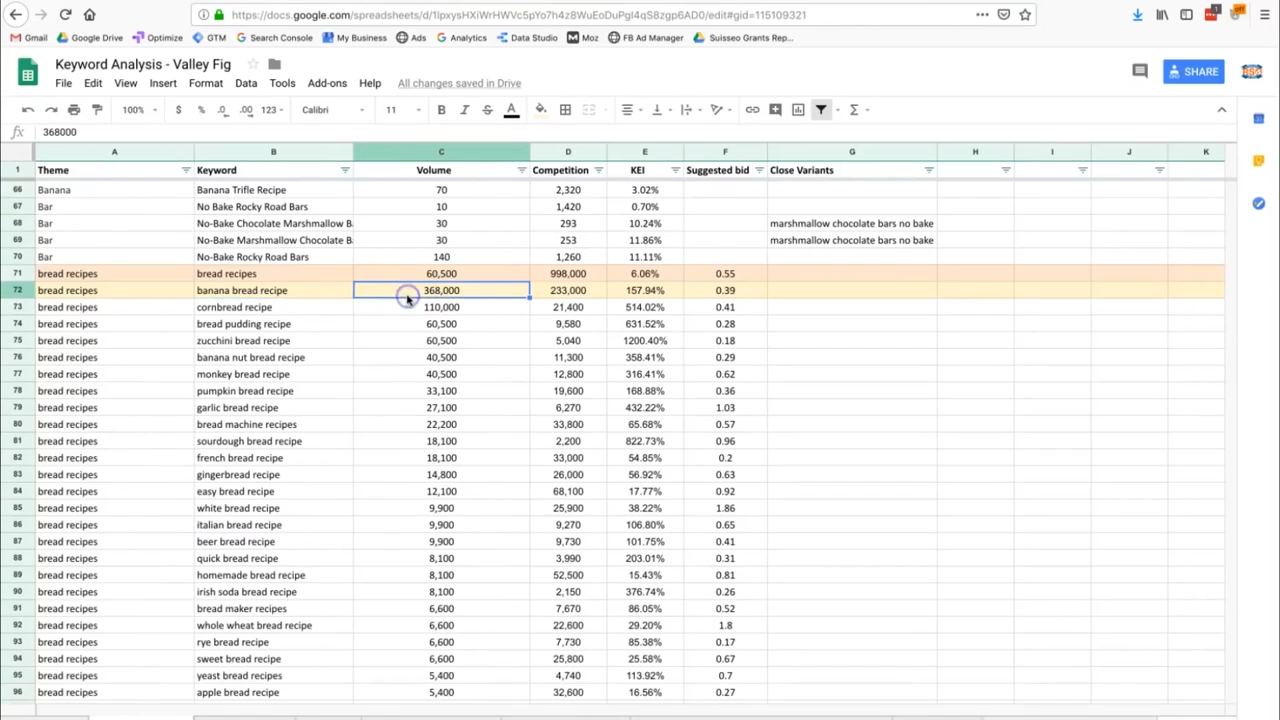 https://docs.google.com/spreadsheets/d/1lpxysHXiWrHWVc5pYo7h4z8WuEoDuPgI4qS8zgp6AD0/edit#gid=115109321
Gmail Google Drive Optimize GTM Search Console My Business Ads Analytics Data Studio Moz FB Ad Manager Suisseo Grants Rep...
Keyword Analysis - Valley Fig
SHARE
File Edit View Insert Format Data Tools Add-ons Help All changes saved in Drive
100% $ % .0 .00 123 Calibri 11 B I S A
fx 368000
A B C D E F G H I J K
1 Theme Keyword Volume Competition KEI Suggested bid Close Variants
66 Banana Banana Trifle Recipe 70 2,320 3.02%
67 Bar No Bake Rocky Road Bars 10 1,420 0.70%
68 Bar No-Bake Chocolate Marshmallow B 30 293 10.24% marshmallow chocolate bars no bake
69 Bar No-Bake Marshmallow Chocolate B 30 253 11.86% marshmallow chocolate bars no bake
70 Bar No-Bake Rocky Road Bars 140 1,260 11.11%
71 bread recipes bread recipes 60,500 998,000 6.06% 0.55
72 bread recipes banana bread recipe 368,000 233,000 157.94% 0.39
73 bread recipes cornbread recipe 110,000 21,400 514.02% 0.41
74 bread recipes bread pudding recipe 60,500 9,580 631.52% 0.28
75 bread recipes zucchini bread recipe 60,500 5,040 1200.40% 0.18
76 bread recipes banana nut bread recipe 40,500 11,300 358.41% 0.29
77 bread recipes monkey bread recipe 40,500 12,800 316.41% 0.62
78 bread recipes pumpkin bread recipe 33,100 19,600 168.88% 0.36
79 bread recipes garlic bread recipe 27,100 6,270 432.22% 1.03
80 bread recipes bread machine recipes 22,200 33,800 65.68% 0.57
81 bread recipes sourdough bread recipe 18,100 2,200 822.73% 0.96
82 bread recipes french bread recipe 18,100 33,000 54.85% 0.2
83 bread recipes gingerbread recipe 14,800 26,000 56.92% 0.63
84 bread recipes easy bread recipe 12,100 68,100 17.77% 0.92
85 bread recipes white bread recipe 9,900 25,900 38.22% 1.86
86 bread recipes italian bread recipe 9,900 9,270 106.80% 0.65
87 bread recipes beer bread recipe 9,900 9,730 101.75% 0.41
88 bread recipes quick bread recipe 8,100 3,990 203.01% 0.31
89 bread recipes homemade bread recipe 8,100 52,500 15.43% 0.81
90 bread recipes irish soda bread recipe 8,100 2,150 376.74% 0.26
91 bread recipes bread maker recipes 6,600 7,670 86.05% 0.52
92 bread recipes whole wheat bread recipe 6,600 22,600 29.20% 1.8
93 bread recipes rye bread recipe 6,600 7,730 85.38% 0.17
94 bread recipes sweet bread recipe 6,600 25,800 25.58% 0.67
95 bread recipes yeast bread recipes 5,400 4,740 113.92% 0.7
96 bread recipes apple bread recipe 5,400 32,600 16.56% 0.27